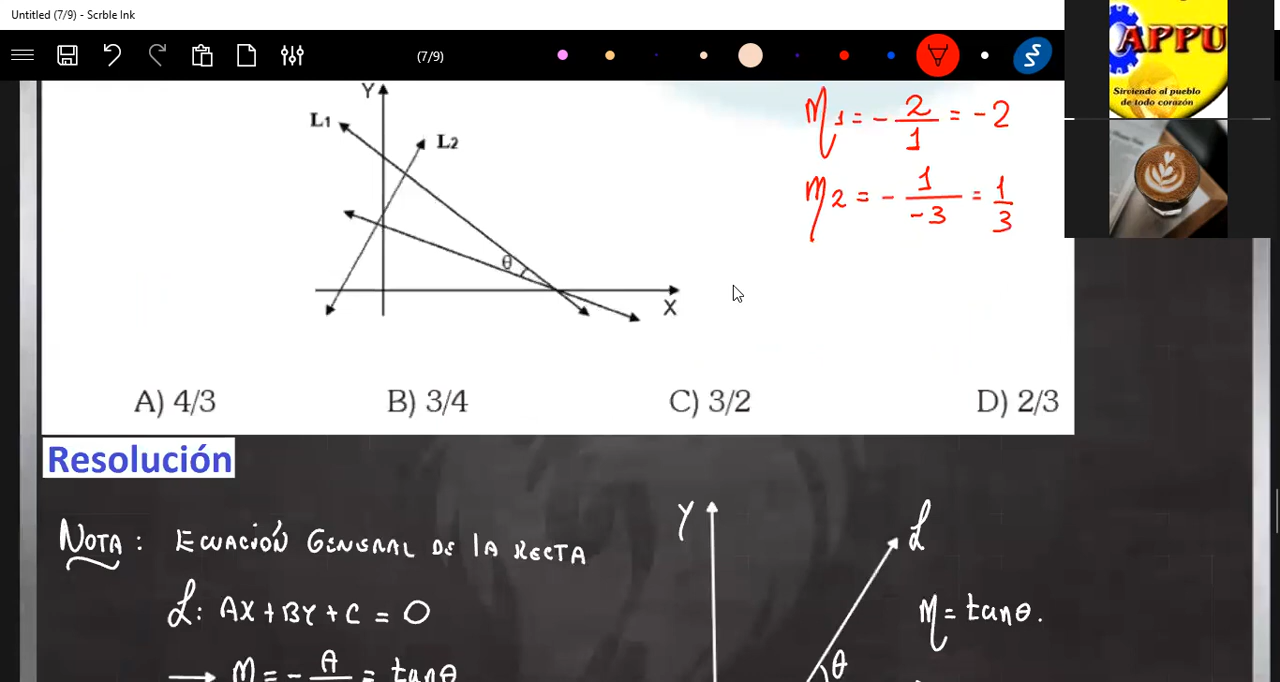 Untitled (7/9) - Scrble Ink
(7/9)
APPU
Sirviendo al pueblo
de todo corazón
Y
L1
L2
θ
X
M1 = - 2/1 = -2
M2 = - 1/-3 = 1/3
A) 4/3 B) 3/4 C) 3/2 D) 2/3
Resolución
NOTA: ECUACIÓN GENERAL DE LA RECTA
L: AX + BY + C = 0
→ M = - A = tanθ
Y
L
M = tanθ.
θ